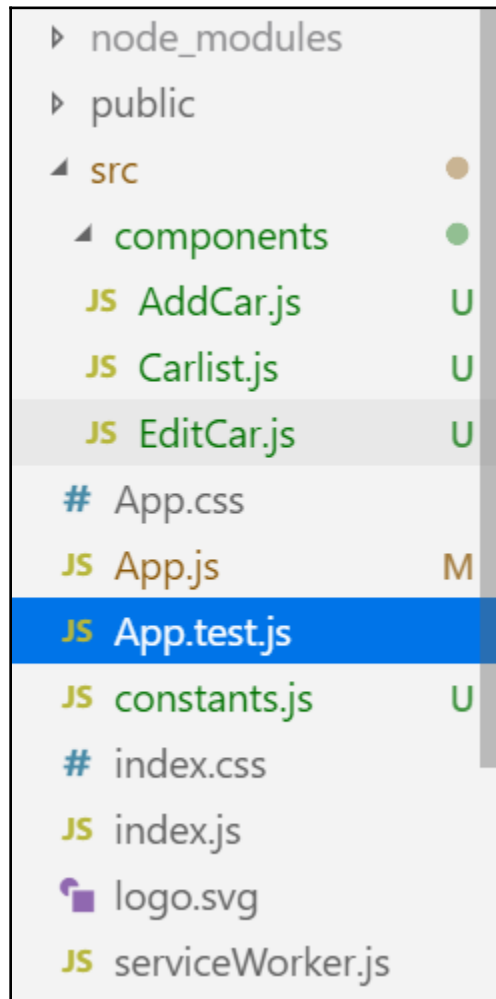 node_modules
public
src
components
JS AddCar.js U
JS Carlist.js U
JS EditCar.js U
# App.css
JS App.js M
JS App.test.js
JS constants.js U
# index.css
JS index.js
logo.svg
JS serviceWorker.js